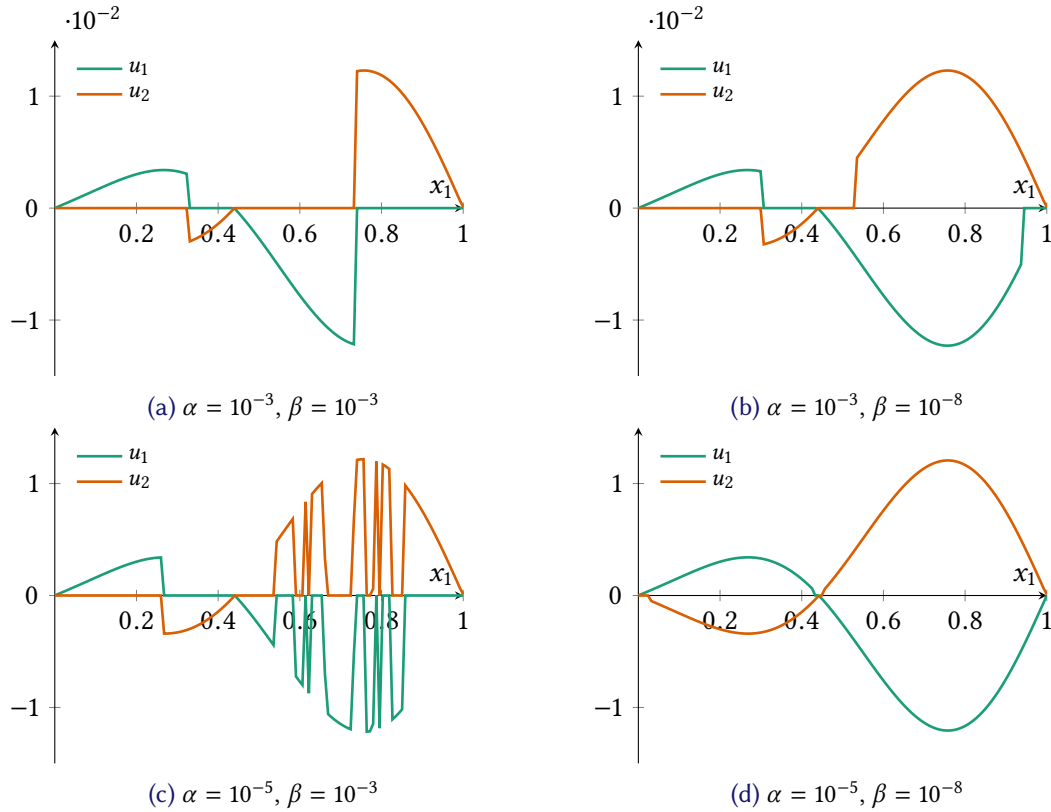 ·10⁻²
u₁
u₂
1
0
−1
0.2 0.4 0.6 0.8 1
x₁
(a) α = 10⁻³, β = 10⁻³
·10⁻²
u₁
u₂
1
0
−1
0.2 0.4 0.6 0.8 1
x₁
(b) α = 10⁻³, β = 10⁻⁸
u₁
u₂
1
0
−1
0.2 0.4 0.6 0.8 1
x₁
(c) α = 10⁻⁵, β = 10⁻³
u₁
u₂
1
0
−1
0.2 0.4 0.6 0.8 1
x₁
(d) α = 10⁻⁵, β = 10⁻⁸